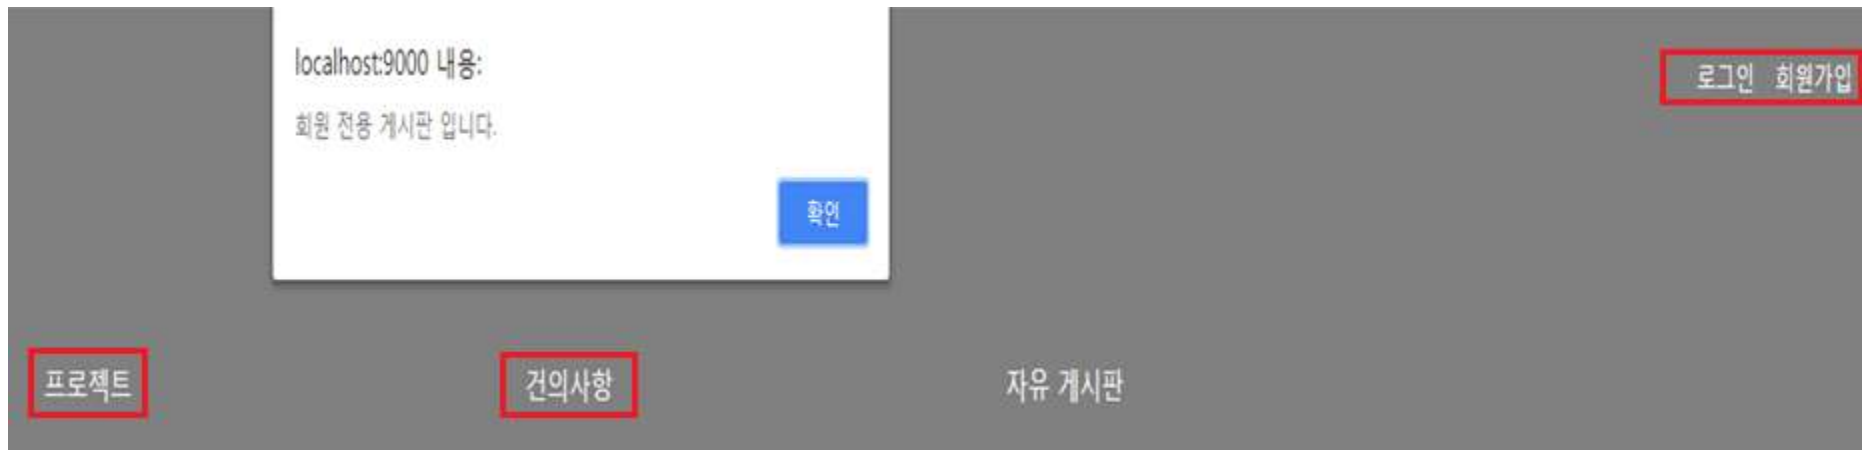 localhost:9000 내용:
로그인 회원가입
회원 전용 게시판 입니다.
확인
프로젝트 건의사항 자유 게시판